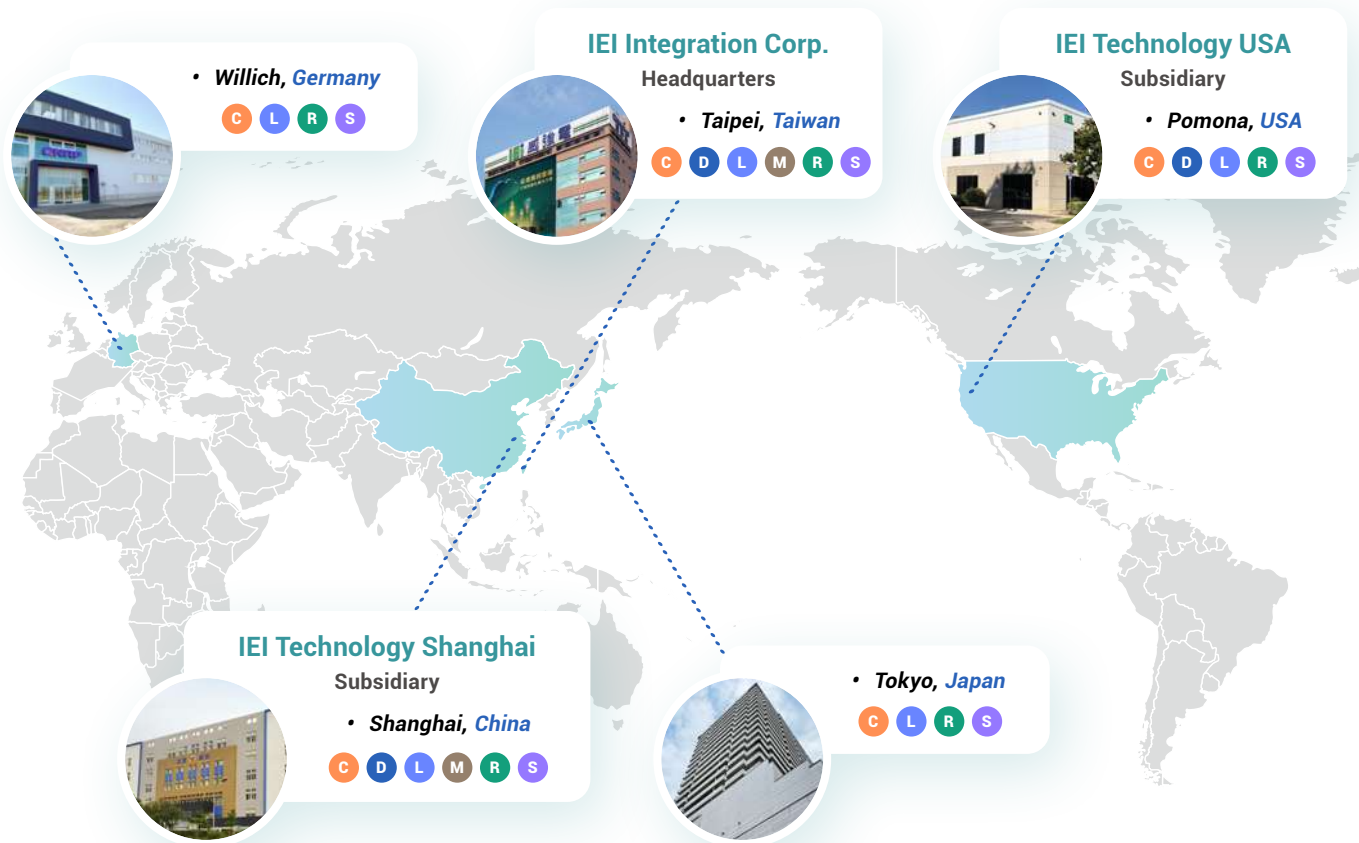 • Willich, Germany
C L R S
IEI Integration Corp.
Headquarters
• Taipei, Taiwan
C D L M R S
IEI Technology USA
Subsidiary
• Pomona, USA
C D L R S
IEI Technology Shanghai
Subsidiary
• Shanghai, China
C D L M R S
• Tokyo, Japan
C L R S